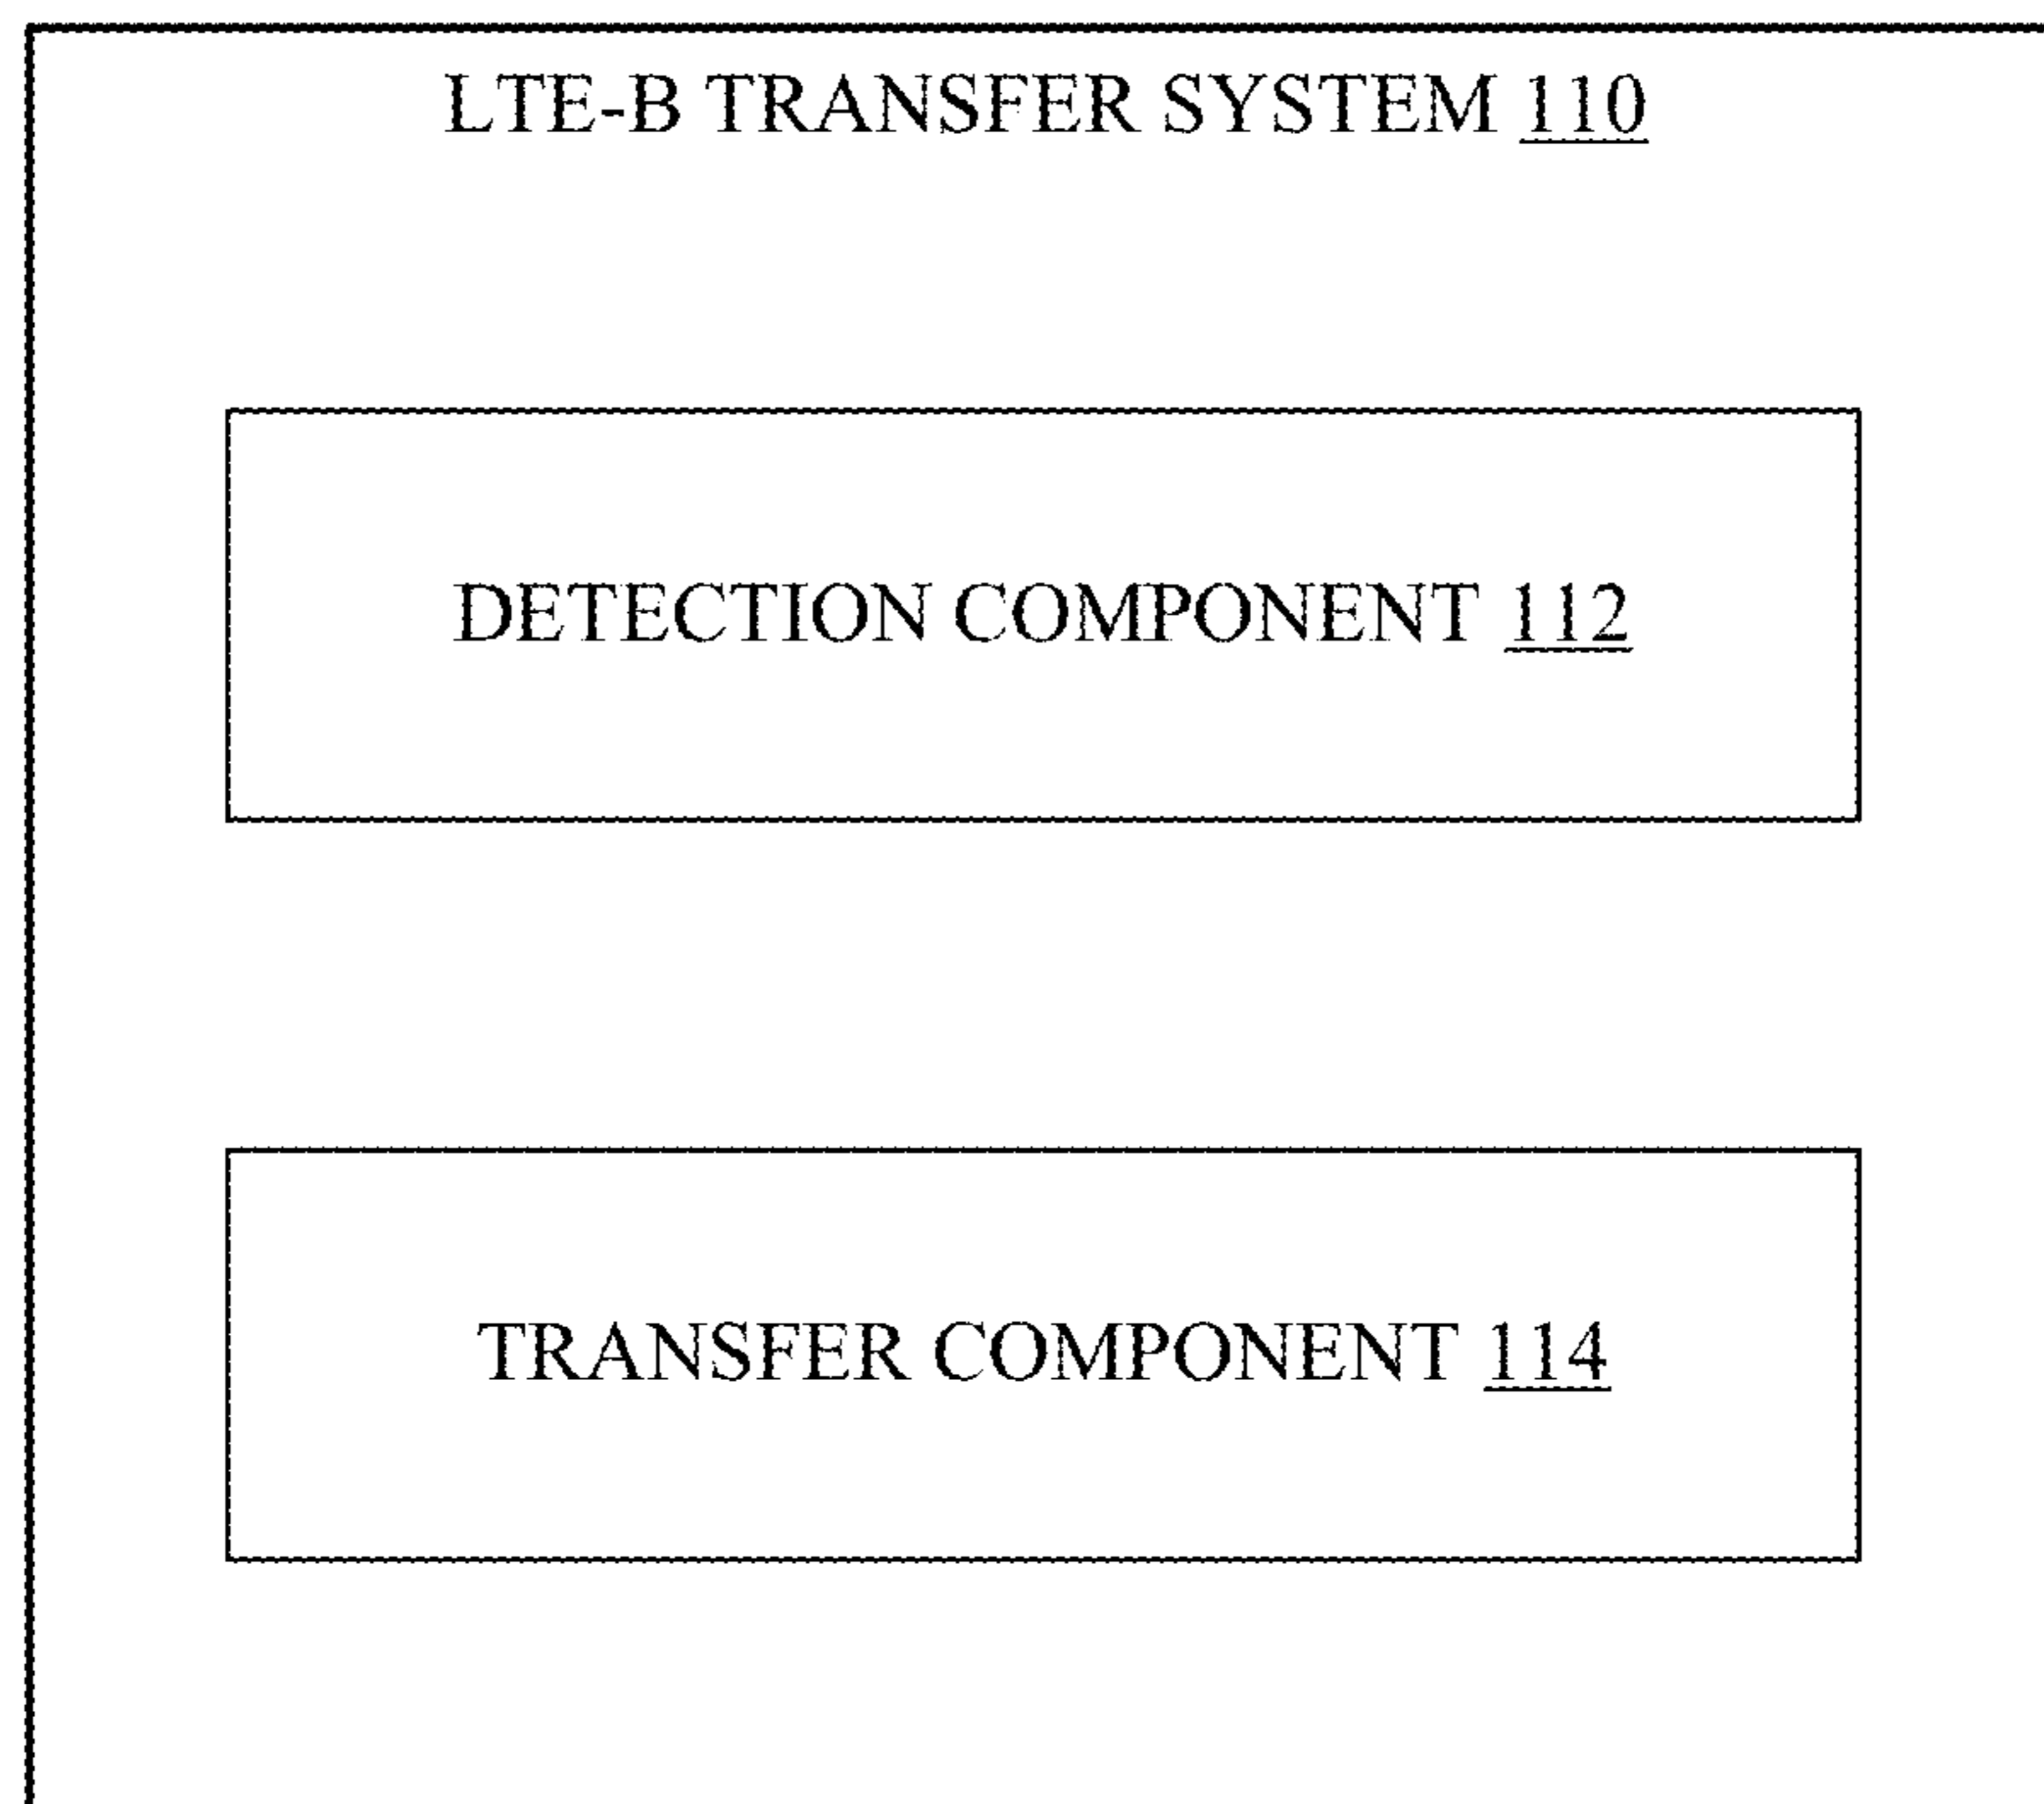 LTE-B TRANSFER SYSTEM 110
DETECTION COMPONENT 112
TRANSFER COMPONENT 114